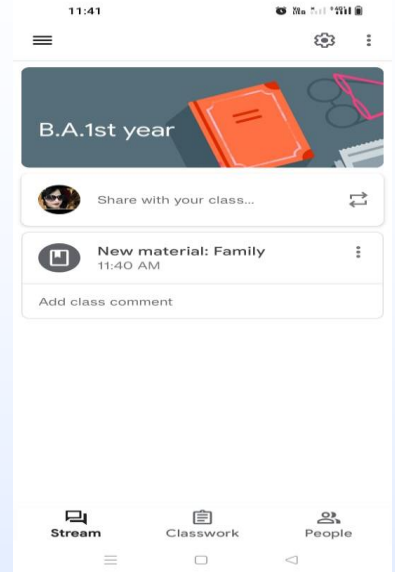 11:41
B.A.1st year
Share with your class...
New material: Family
11:40 AM
Add class comment
Stream
Classwork
People